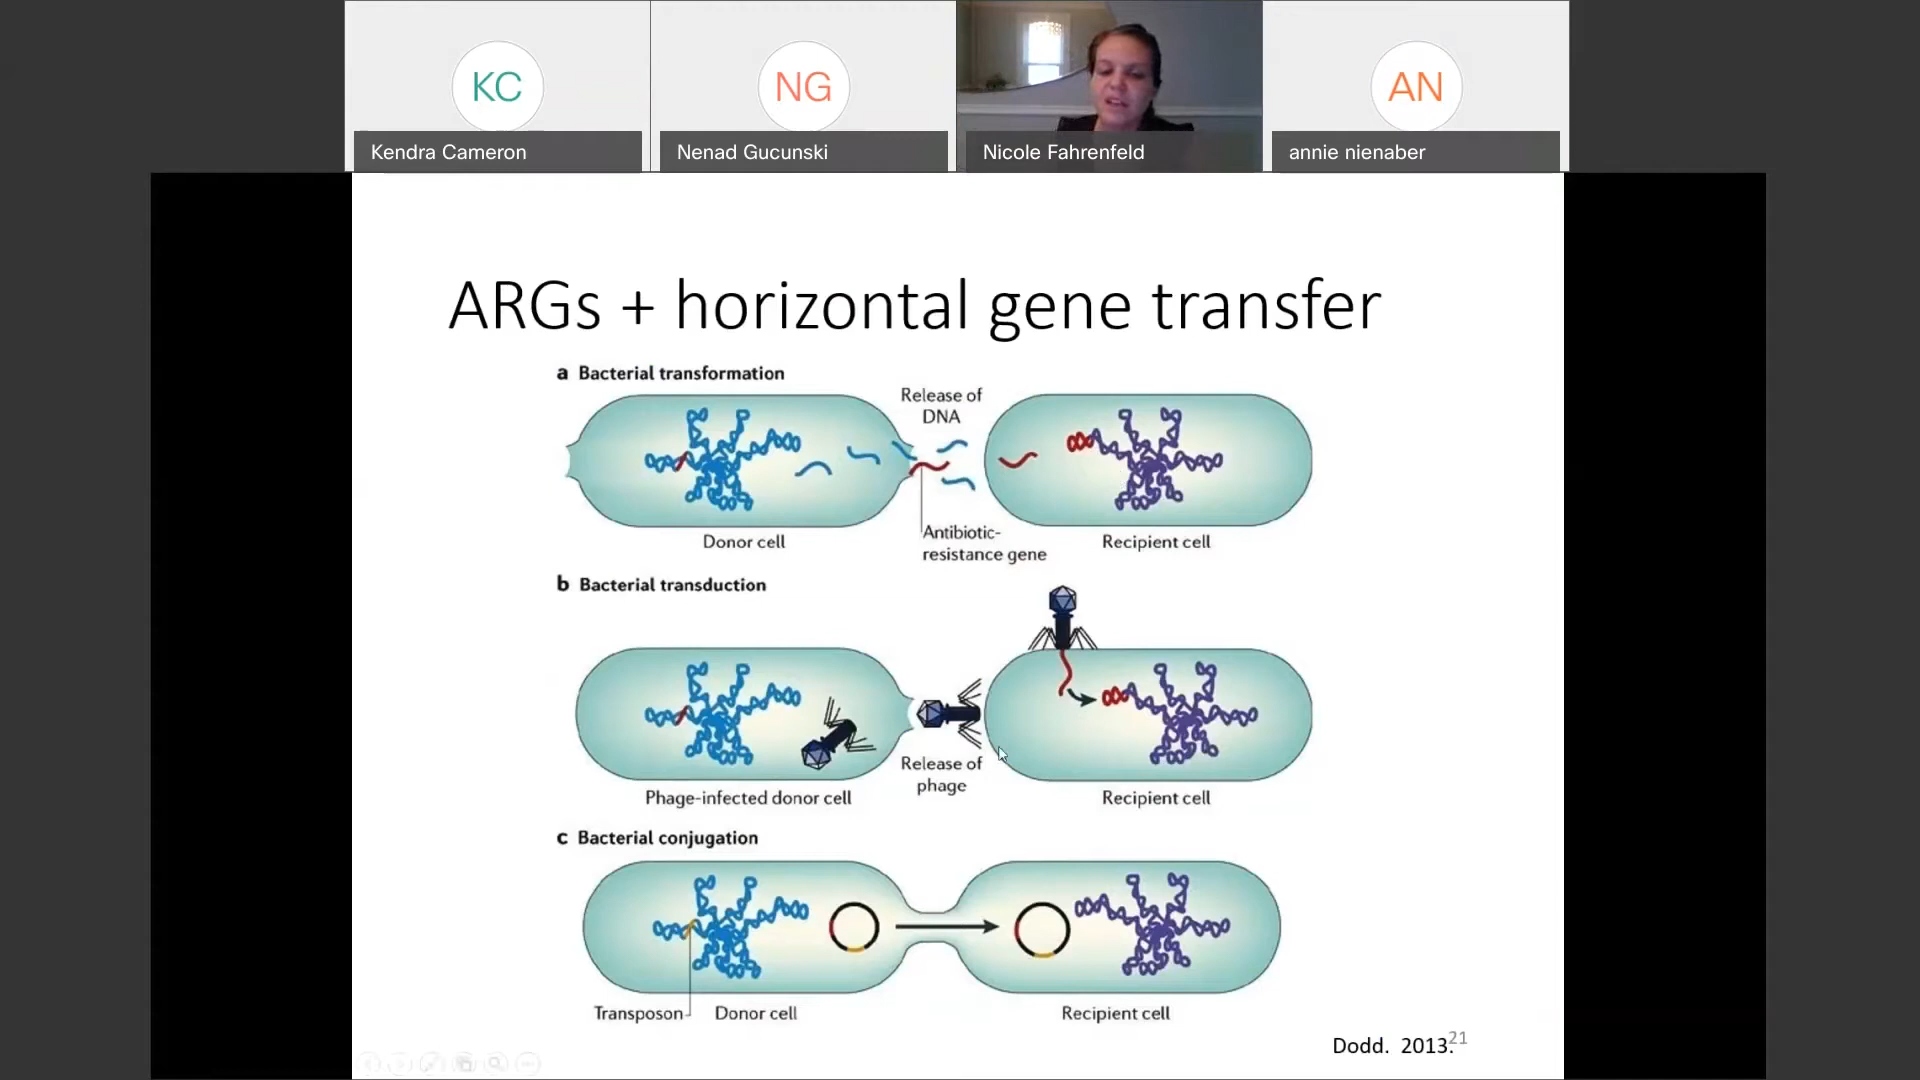 KC
NG
AN
Kendra Cameron
Nenad Gucunski
Nicole Fahrenfeld
annie nienaber
ARGs + horizontal gene transfer
a Bacterial transformation
Release of
DNA
Antibiotic-
resistance gene
Donor cell
Recipient cell
b Bacterial transduction
Release of
phage
Phage-infected donor cell
Recipient cell
c Bacterial conjugation
Transposon
Donor cell
Recipient cell
Dodd. 2013.
21